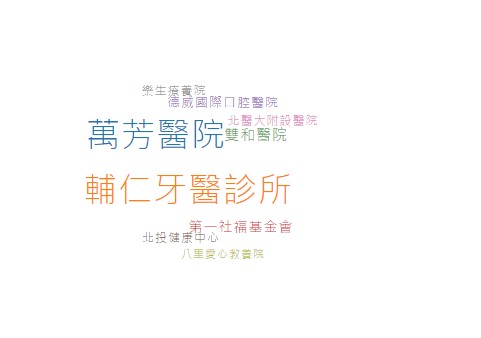 樂生療養院
德威國際口腔醫院
北醫大附設醫院
萬芳醫院
雙和醫院
輔仁牙醫診所
第一社福基金會
北投健康中心
八里愛心教養院